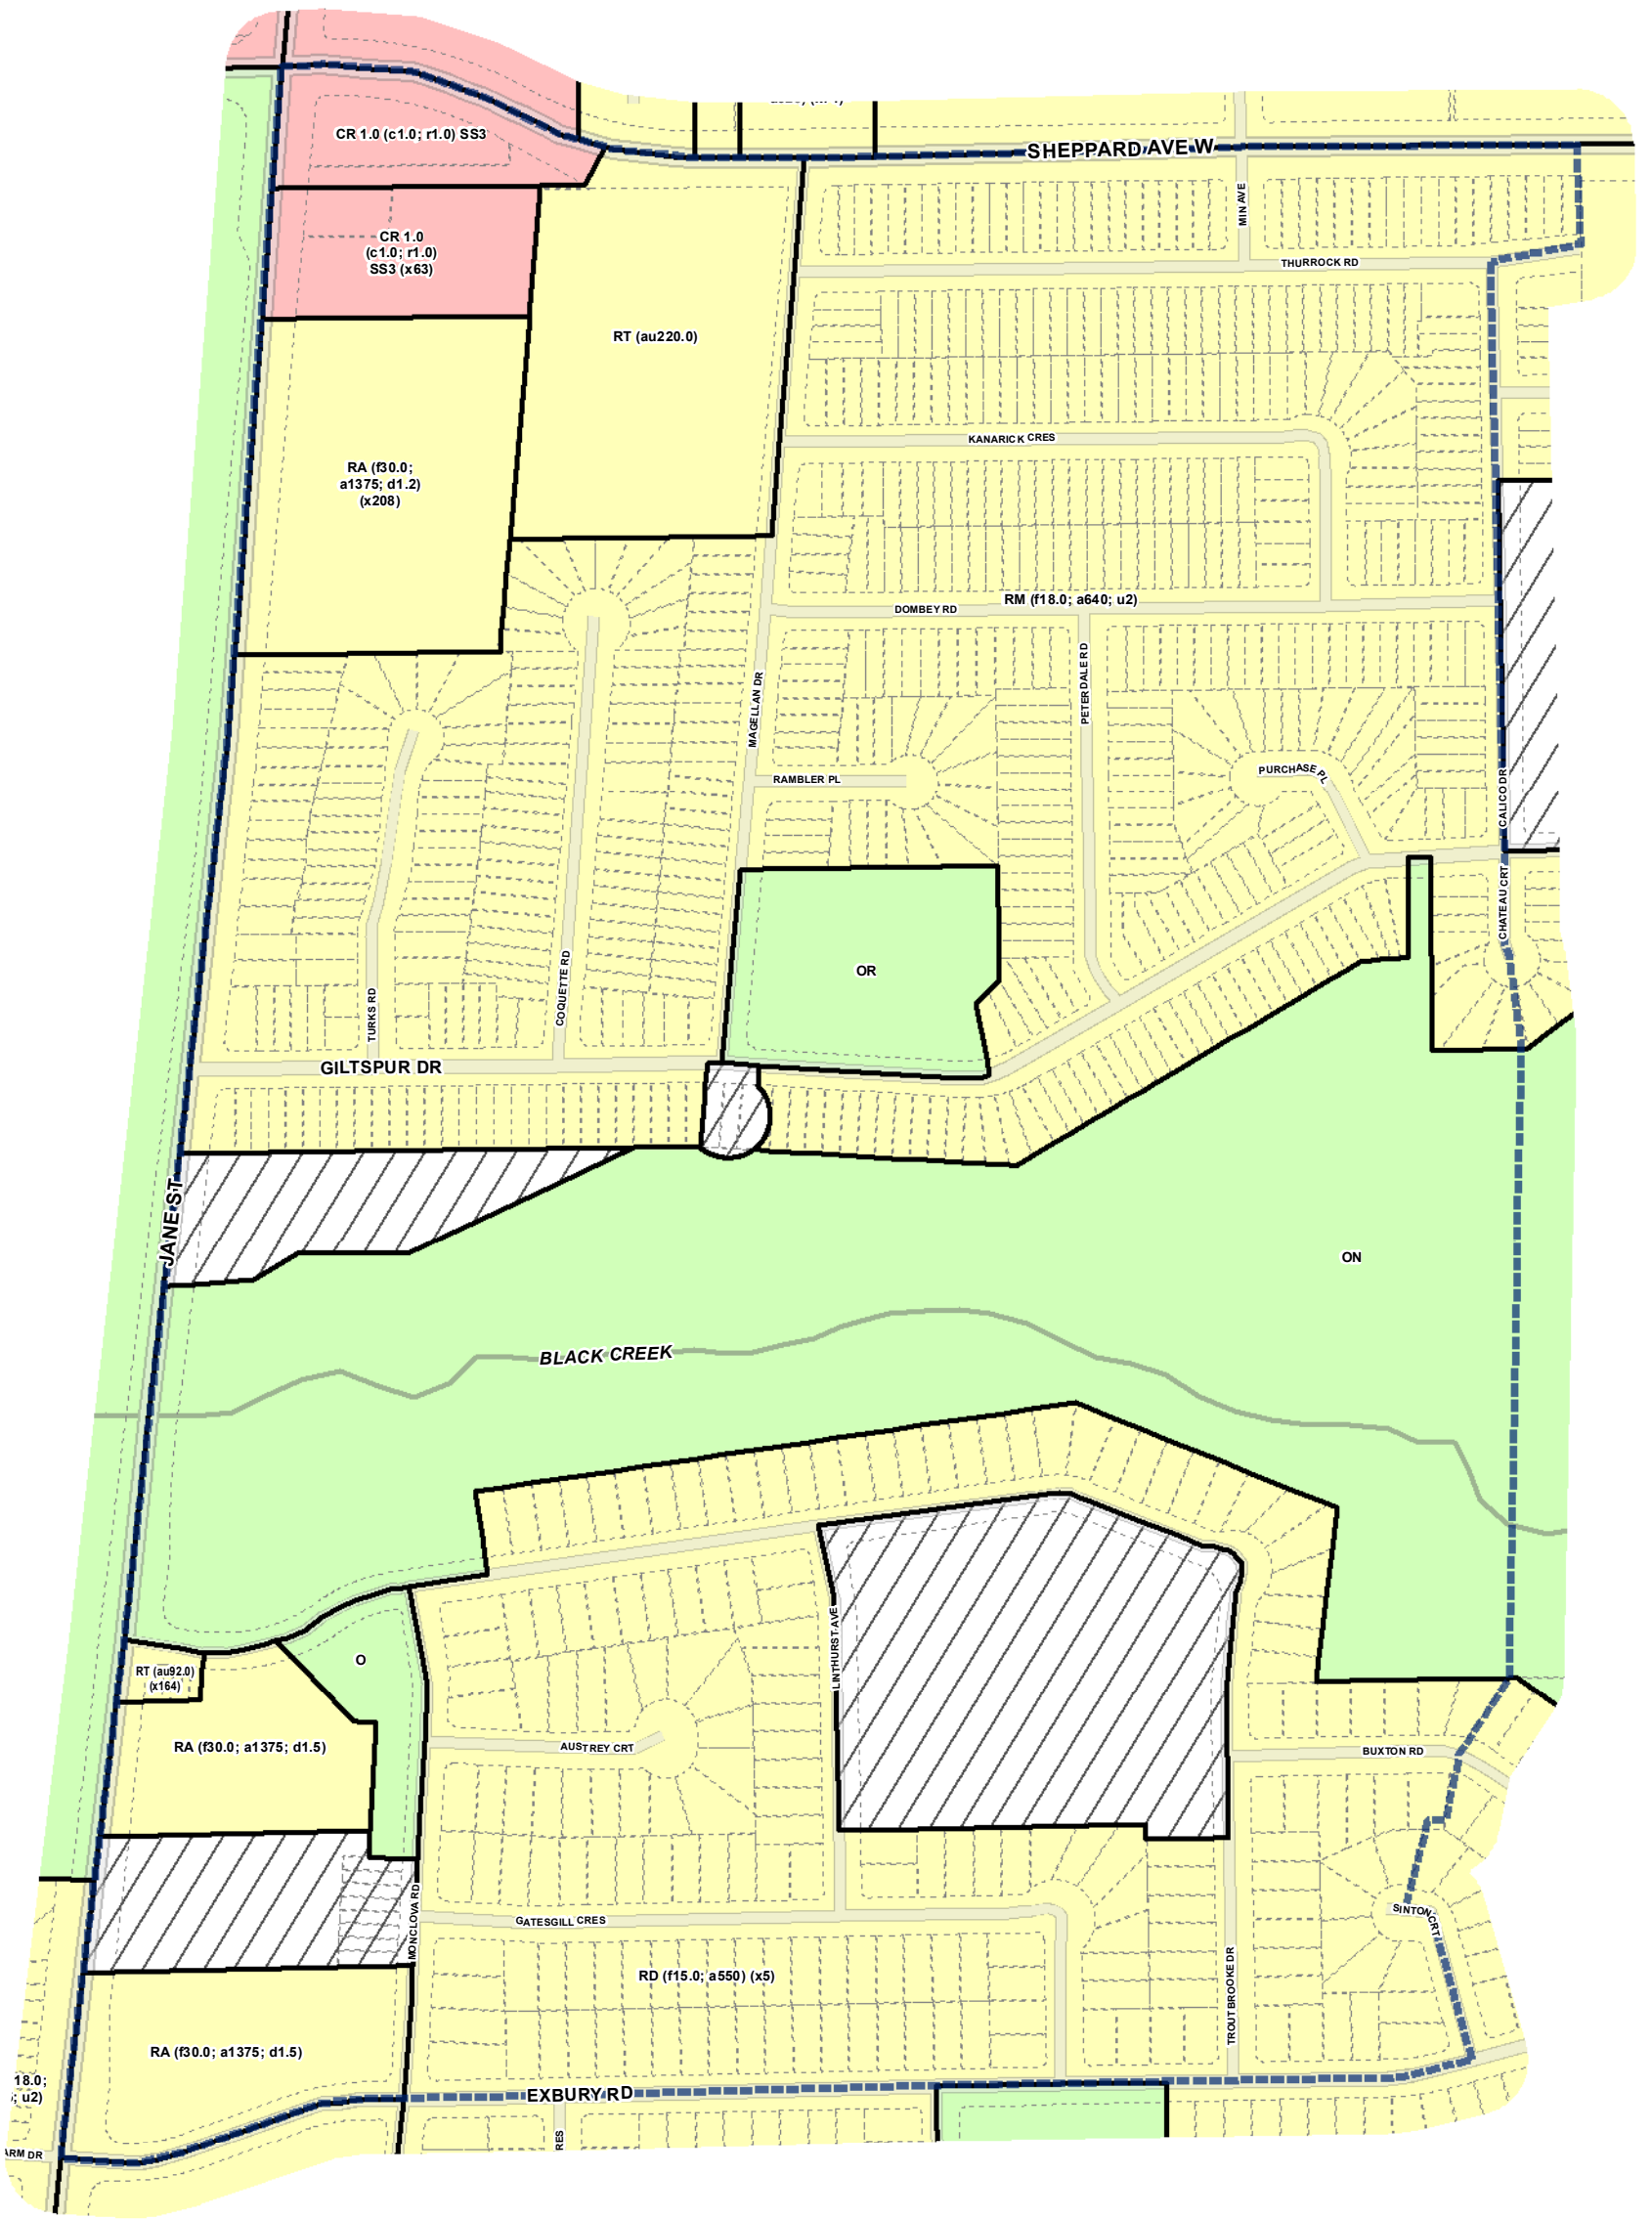 CR 1.0 (c1.0; r1.0) SS3
SHEPPARD AVE W
MIN AVE
CR 1.0
(c1.0; r1.0)
SS3 (x63)
THURROCK RD
RT (au220.0)
KANARICK CRES
RA (f30.0;
a1375; d1.2)
(x208)
RM (f18.0; a640; u2)
DOMBEY RD
PETERDALE RD
MAGELLAN DR
RAMBLER PL
PURCHASE PL
CALICO DR
CHATEAU CRT
OR
COQUETTE RD
TURKS RD
GILTSPUR DR
JANE ST
ON
BLACK CREEK
LINTHURST AVE
O
RT (au92.0)
(x164)
RA (f30.0; a1375; d1.5)
AUSTREY CRT
BUXTON RD
MONCLOVA RD
GATESGILL CRES
SINTON CRT
RD (f15.0; a550) (x5)
TROUTBROOKE DR
RA (f30.0; a1375; d1.5)
18.0;
; u2)
EXBURY RD
RES
ARM DR